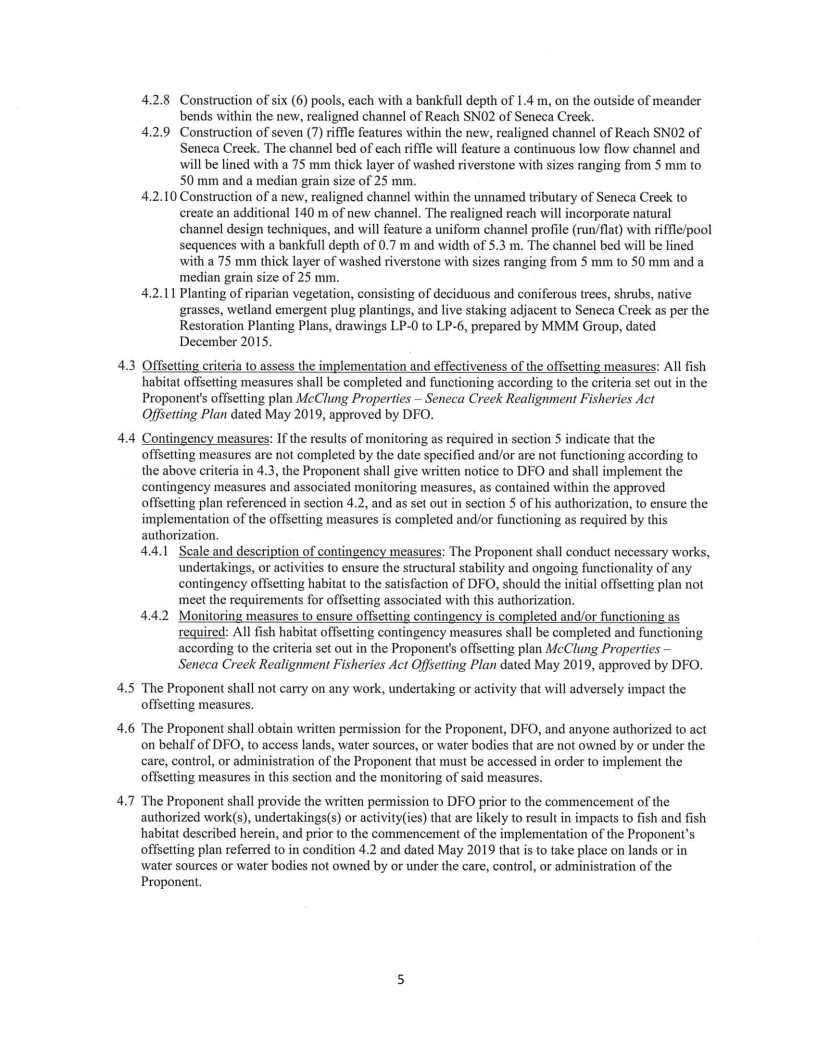 4.2.8 Construction of six (6) pools, each with a bankfull depth of 1.4 m, on the outside of meander
bends within the new, realigned channel of Reach SN02 of Seneca Creek.
4.2.9 Construction of seven (7) riffle features within the new, realigned channel of Reach SN02 of
Seneca Creek. The channel bed of each riffle will feature a continuous low flow channel and
will be lined with a 75 mm thick layer of washed riverstone with sizes ranging from 5 mm to
50 mm and a median grain size of 25 mm.
4.2.10 Construction of a new, realigned channel within the unnamed tributary of Seneca Creek to
create an additional 140 m of new channel. The realigned reach will incorporate natural
channel design techniques, and will feature a uniform channel profile (run/flat) with riffle/pool
sequences with a bankfull depth of 0.7 m and width of 5.3 m. The channel bed will be lined
with a 75 mm thick layer of washed riverstone with sizes ranging from 5 mm to 50 mm and a
median grain size of 25 mm.
4.2.11 Planting of riparian vegetation, consisting of deciduous and coniferous trees, shrubs, native
grasses, wetland emergent plug plantings, and live staking adjacent to Seneca Creek as per the
Restoration Planting Plans, drawings LP-0 to LP-6, prepared by MMM Group, dated
December 2015.
4.3 Offsetting criteria to assess the implementation and effectiveness of the offsetting measures: All fish
habitat offsetting measures shall be completed and functioning according to the criteria set out in the
Proponent's offsetting plan McClung Properties – Seneca Creek Realignment Fisheries Act
Offsetting Plan dated May 2019, approved by DFO.
4.4 Contingency measures: If the results of monitoring as required in section 5 indicate that the
offsetting measures are not completed by the date specified and/or are not functioning according to
the above criteria in 4.3, the Proponent shall give written notice to DFO and shall implement the
contingency measures and associated monitoring measures, as contained within the approved
offsetting plan referenced in section 4.2, and as set out in section 5 of his authorization, to ensure the
implementation of the offsetting measures is completed and/or functioning as required by this
authorization.
4.4.1 Scale and description of contingency measures: The Proponent shall conduct necessary works,
undertakings, or activities to ensure the structural stability and ongoing functionality of any
contingency offsetting habitat to the satisfaction of DFO, should the initial offsetting plan not
meet the requirements for offsetting associated with this authorization.
4.4.2 Monitoring measures to ensure offsetting contingency is completed and/or functioning as
required: All fish habitat offsetting contingency measures shall be completed and functioning
according to the criteria set out in the Proponent's offsetting plan McClung Properties –
Seneca Creek Realignment Fisheries Act Offsetting Plan dated May 2019, approved by DFO.
4.5 The Proponent shall not carry on any work, undertaking or activity that will adversely impact the
offsetting measures.
4.6 The Proponent shall obtain written permission for the Proponent, DFO, and anyone authorized to act
on behalf of DFO, to access lands, water sources, or water bodies that are not owned by or under the
care, control, or administration of the Proponent that must be accessed in order to implement the
offsetting measures in this section and the monitoring of said measures.
4.7 The Proponent shall provide the written permission to DFO prior to the commencement of the
authorized work(s), undertakings(s) or activity(ies) that are likely to result in impacts to fish and fish
habitat described herein, and prior to the commencement of the implementation of the Proponent's
offsetting plan referred to in condition 4.2 and dated May 2019 that is to take place on lands or in
water sources or water bodies not owned by or under the care, control, or administration of the
Proponent.
5